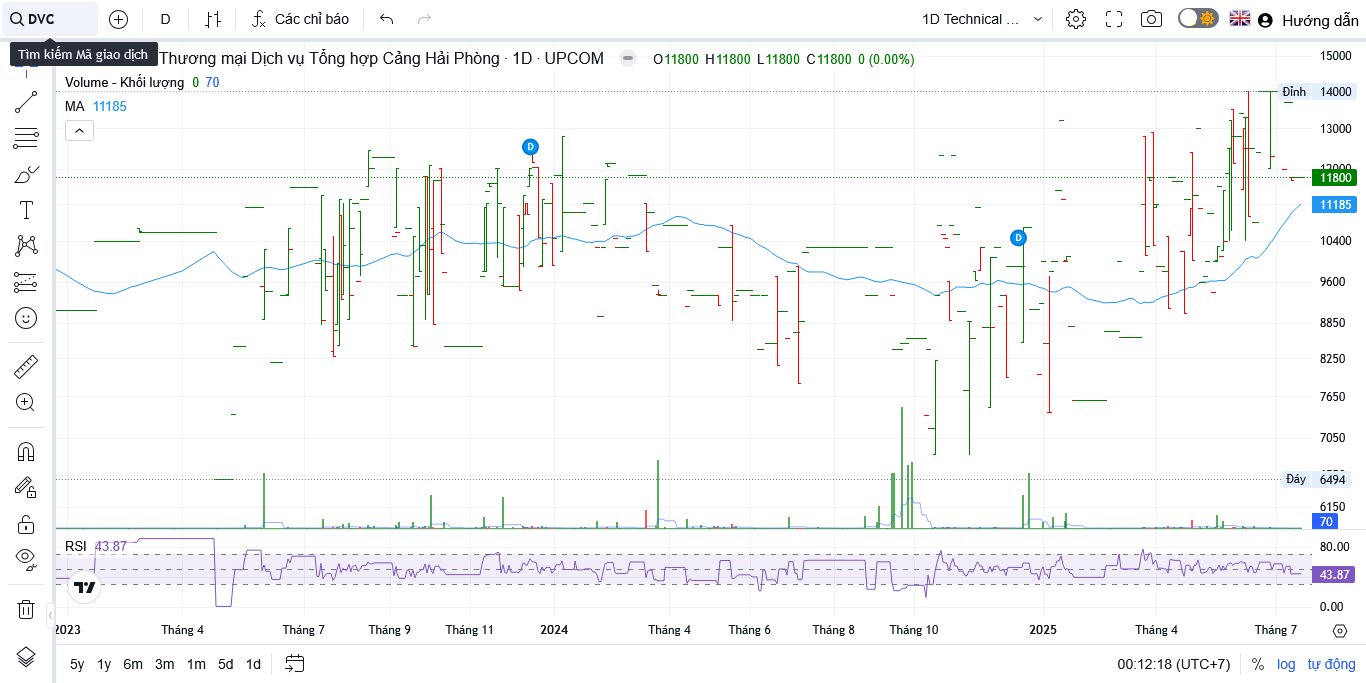 DVC
D
Các chỉ báo
1D Technical ...
Hướng dẫn
Tìm kiếm Mã giao dịch
Thương mại Dịch vụ Tổng hợp Cảng Hải Phòng · 1D · UPCOM
O11800 H11800 L11800 C11800 0 (0.00%)
Volume - Khối lượng 0 70
MA 11185
D
D
15000
Đỉnh 14000
13000
12000
11800
11185
10400
9600
8850
8250
7650
7050
Đáy 6494
6150
70
RSI 43.87
80.00
43.87
0.00
2023 Tháng 4 Tháng 7 Tháng 9 Tháng 11 2024 Tháng 4 Tháng 6 Tháng 8 Tháng 10 2025 Tháng 4 Tháng 7
5y 1y 6m 3m 1m 5d 1d
00:12:18 (UTC+7) % log tự động